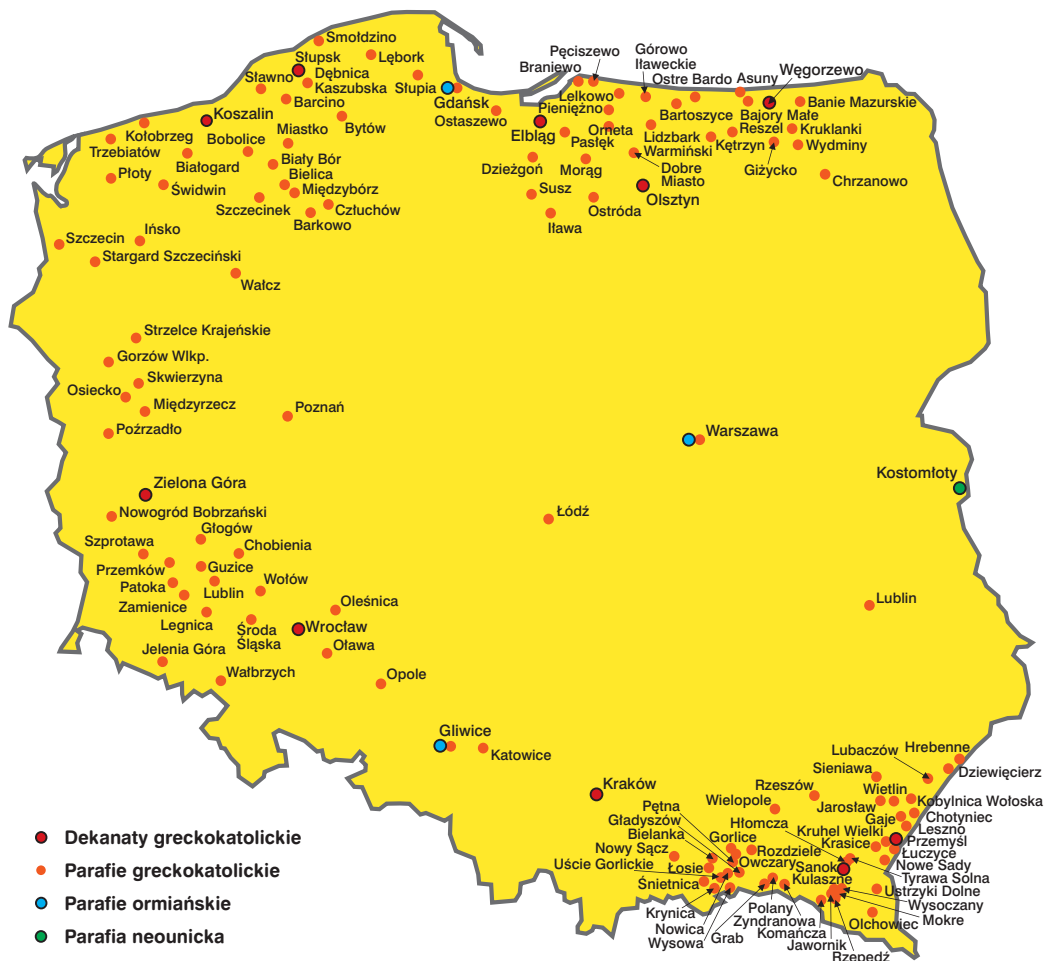 Smołdzino
Słupsk
Lębork
Dębnica
Kaszubska
Sławno
Słupia
Barcino
Gdańsk
Ostaszewo
Koszalin
Bytów
Kołobrzeg
Bobolice
Miastko
Trzebiatów
Białogard
Biały Bór
Bielica
Płoty
Świdwin
Międzybórz
Szczecinek
Człuchów
Barkowo
Pęciszewo
Braniewo
Górowo
Iławeckie
Ostre Bardo
Asuny
Węgorzewo
Lelkowo
Pieniężno
Bartoszyce
Bajory Małe
Banie Mazurskie
Elbląg
Orneta
Pasłęk
Lidzbark
Warmiński
Reszel
Kętrzyn
Kruklanki
Wydminy
Dzieżgoń
Morąg
Dobre
Miasto
Giżycko
Chrzanowo
Susz
Olsztyn
Ostróda
Iława
Ińsko
Szczecin
Stargard Szczeciński
Wałcz
Strzelce Krajeńskie
Gorzów Wlkp.
Skwierzyna
Osiecko
Międzyrzecz
Poźrzadło
Poznań
Warszawa
Kostomłoty
Zielona Góra
Nowogród Bobrzański
Łódź
Głogów
Szprotawa
Chobienia
Przemków
Guzice
Patoka
Lublin
Wołów
Zamienice
Legnica
Oleśnica
Środa
Śląska
Wrocław
Oława
Jelenia Góra
Wałbrzych
Opole
Lublin
Gliwice
Katowice
Kraków
Lubaczów
Hrebenne
Sieniawa
Dziewięcierz
Rzeszów
Wietlin
Wielopole
Jarosław
Kobylnica Wołoska
Pętna
Gładyszów
Hłomcza
Gaje
Chotyniec
Leszno
Bielanka
Gorlice
Kruhel Wielki
Przemyśl
Nowy Sącz
Rozdziele
Krasice
Łuczyce
Uście Gorlickie
Łosie
Owczary
Sanok
Nowe Sady
Tyrawa Solna
Śnietnica
Kulaszne
Ustrzyki Dolne
Krynica
Polany
Wysoczany
Nowica
Zyndranowa
Mokre
Wysowa
Grab
Komańcza
Olchowiec
Jawornik
Rzepedź
Dekanaty greckokatolickie
Parafie greckokatolickie
Parafie ormiańskie
Parafia neounicka